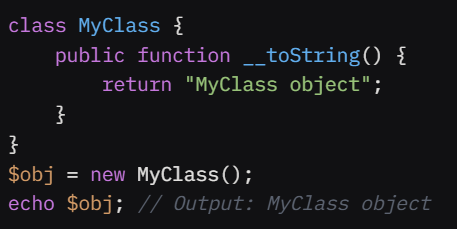 class MyClass {
    public function __toString() {
        return "MyClass object";
    }
}
$obj = new MyClass();
echo $obj; // Output: MyClass object